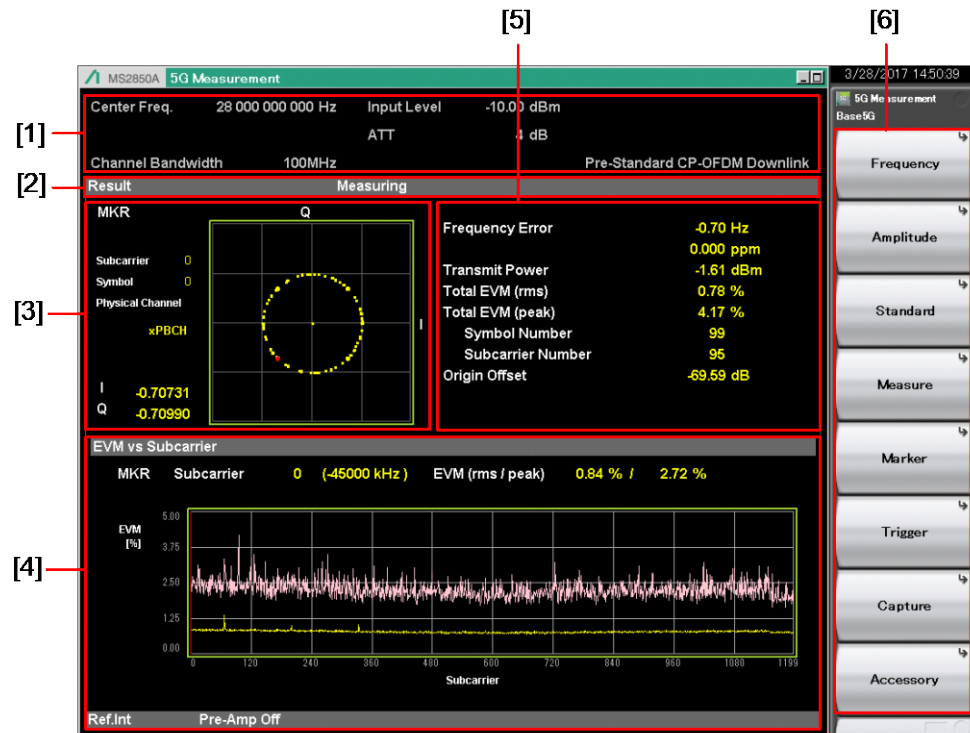 [5]
[6]
MS2850A 5G Measurement
3/28/2017 14:50:39
[1]
Center Freq. 28 000 000 000 Hz Input Level -10.00 dBm
ATT 4 dB
Channel Bandwidth 100MHz Pre-Standard CP-OFDM Downlink
[2]
Result Measuring
[3]
MKR
Q
Subcarrier 0
Symbol 0
Physical Channel
xPBCH
I
I -0.70731
Q -0.70990
Frequency Error -0.70 Hz
0.000 ppm
Transmit Power -1.61 dBm
Total EVM (rms) 0.78 %
Total EVM (peak) 4.17 %
Symbol Number 99
Subcarrier Number 95
Origin Offset -69.59 dB
[4]
EVM vs Subcarrier
MKR Subcarrier 0 (-45000 kHz ) EVM (rms / peak) 0.84 % / 2.72 %
EVM
[%]
5.00
3.75
2.50
1.25
0.00
0 120 240 360 480 600 720 840 960 1080 1199
Subcarrier
Ref.Int Pre-Amp Off
5G Measurement
Base5G
Frequency
Amplitude
Standard
Measure
Marker
Trigger
Capture
Accessory